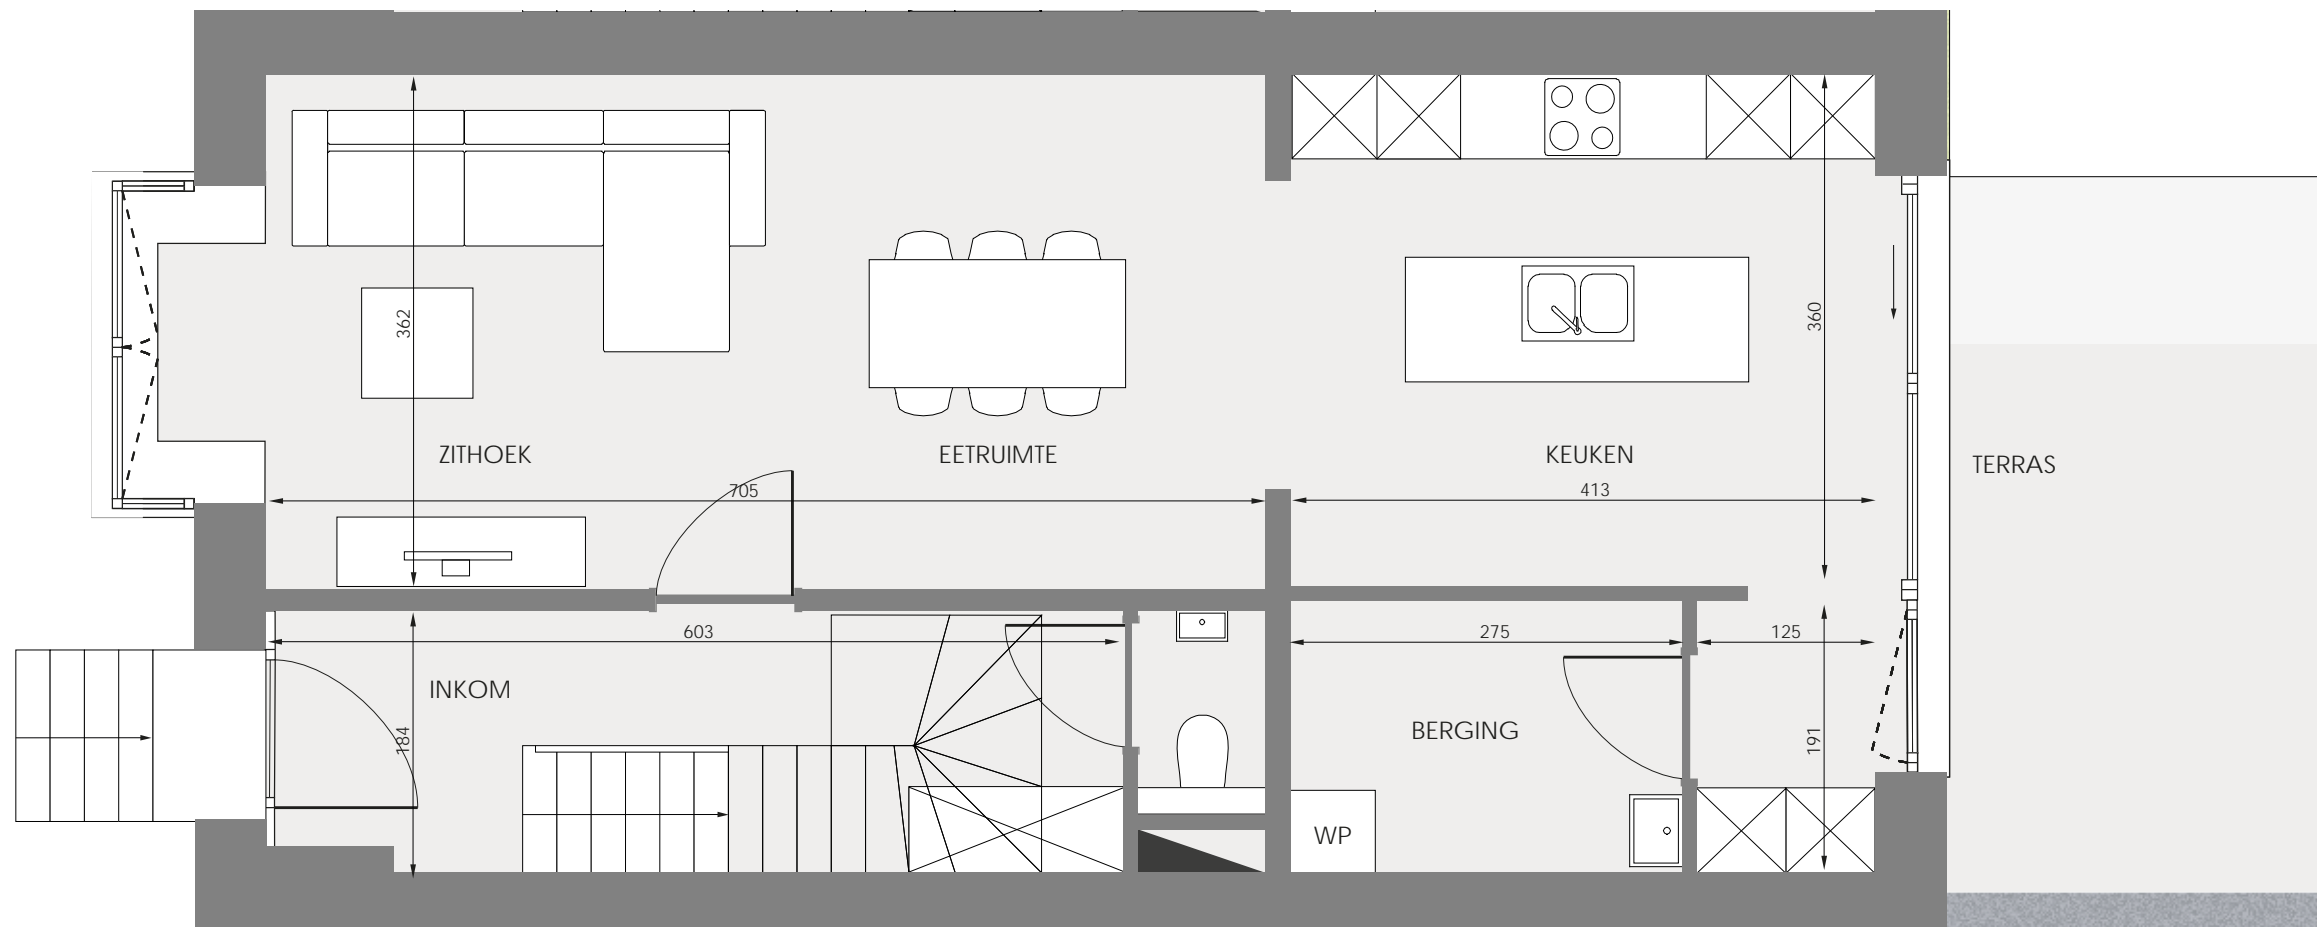 362
360
ZITHOEK
EETRUIMTE
KEUKEN
TERRAS
705
413
603
275
125
INKOM
184
BERGING
191
WP